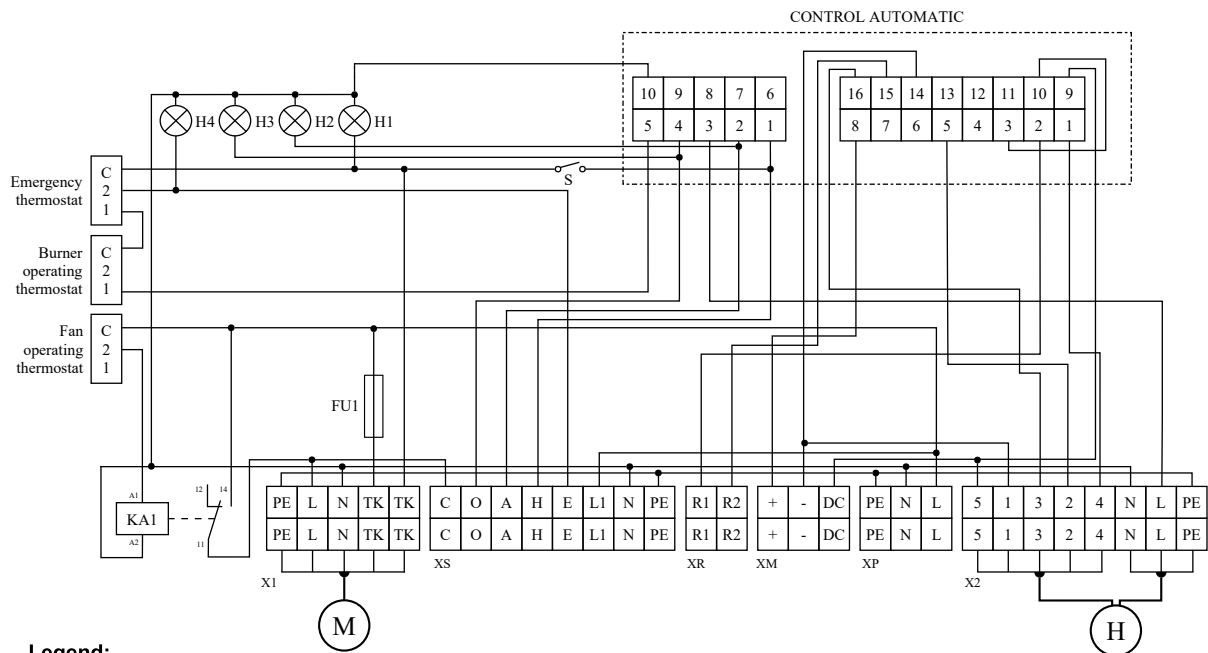 CONTROL AUTOMATIC
10 9 8 7 6
5 4 3 2 1
16 15 14 13 12 11 10 9
8 7 6 5 4 3 2 1
H4 H3 H2 H1
S
Emergency
thermostat
C
2
1
Burner
operating
thermostat
C
2
1
Fan
operating
thermostat
C
2
1
FU1
A1
KA1
A2
12 14
11
PE L N TK TK
PE L N TK TK
X1
C O A H E L1 N PE
C O A H E L1 N PE
XS
R1 R2
R1 R2
XR
+ - DC
+ - DC
XM
PE N L
PE N L
XP
5 1 3 2 4 N L PE
5 1 3 2 4 N L PE
X2
M
H
Legend: